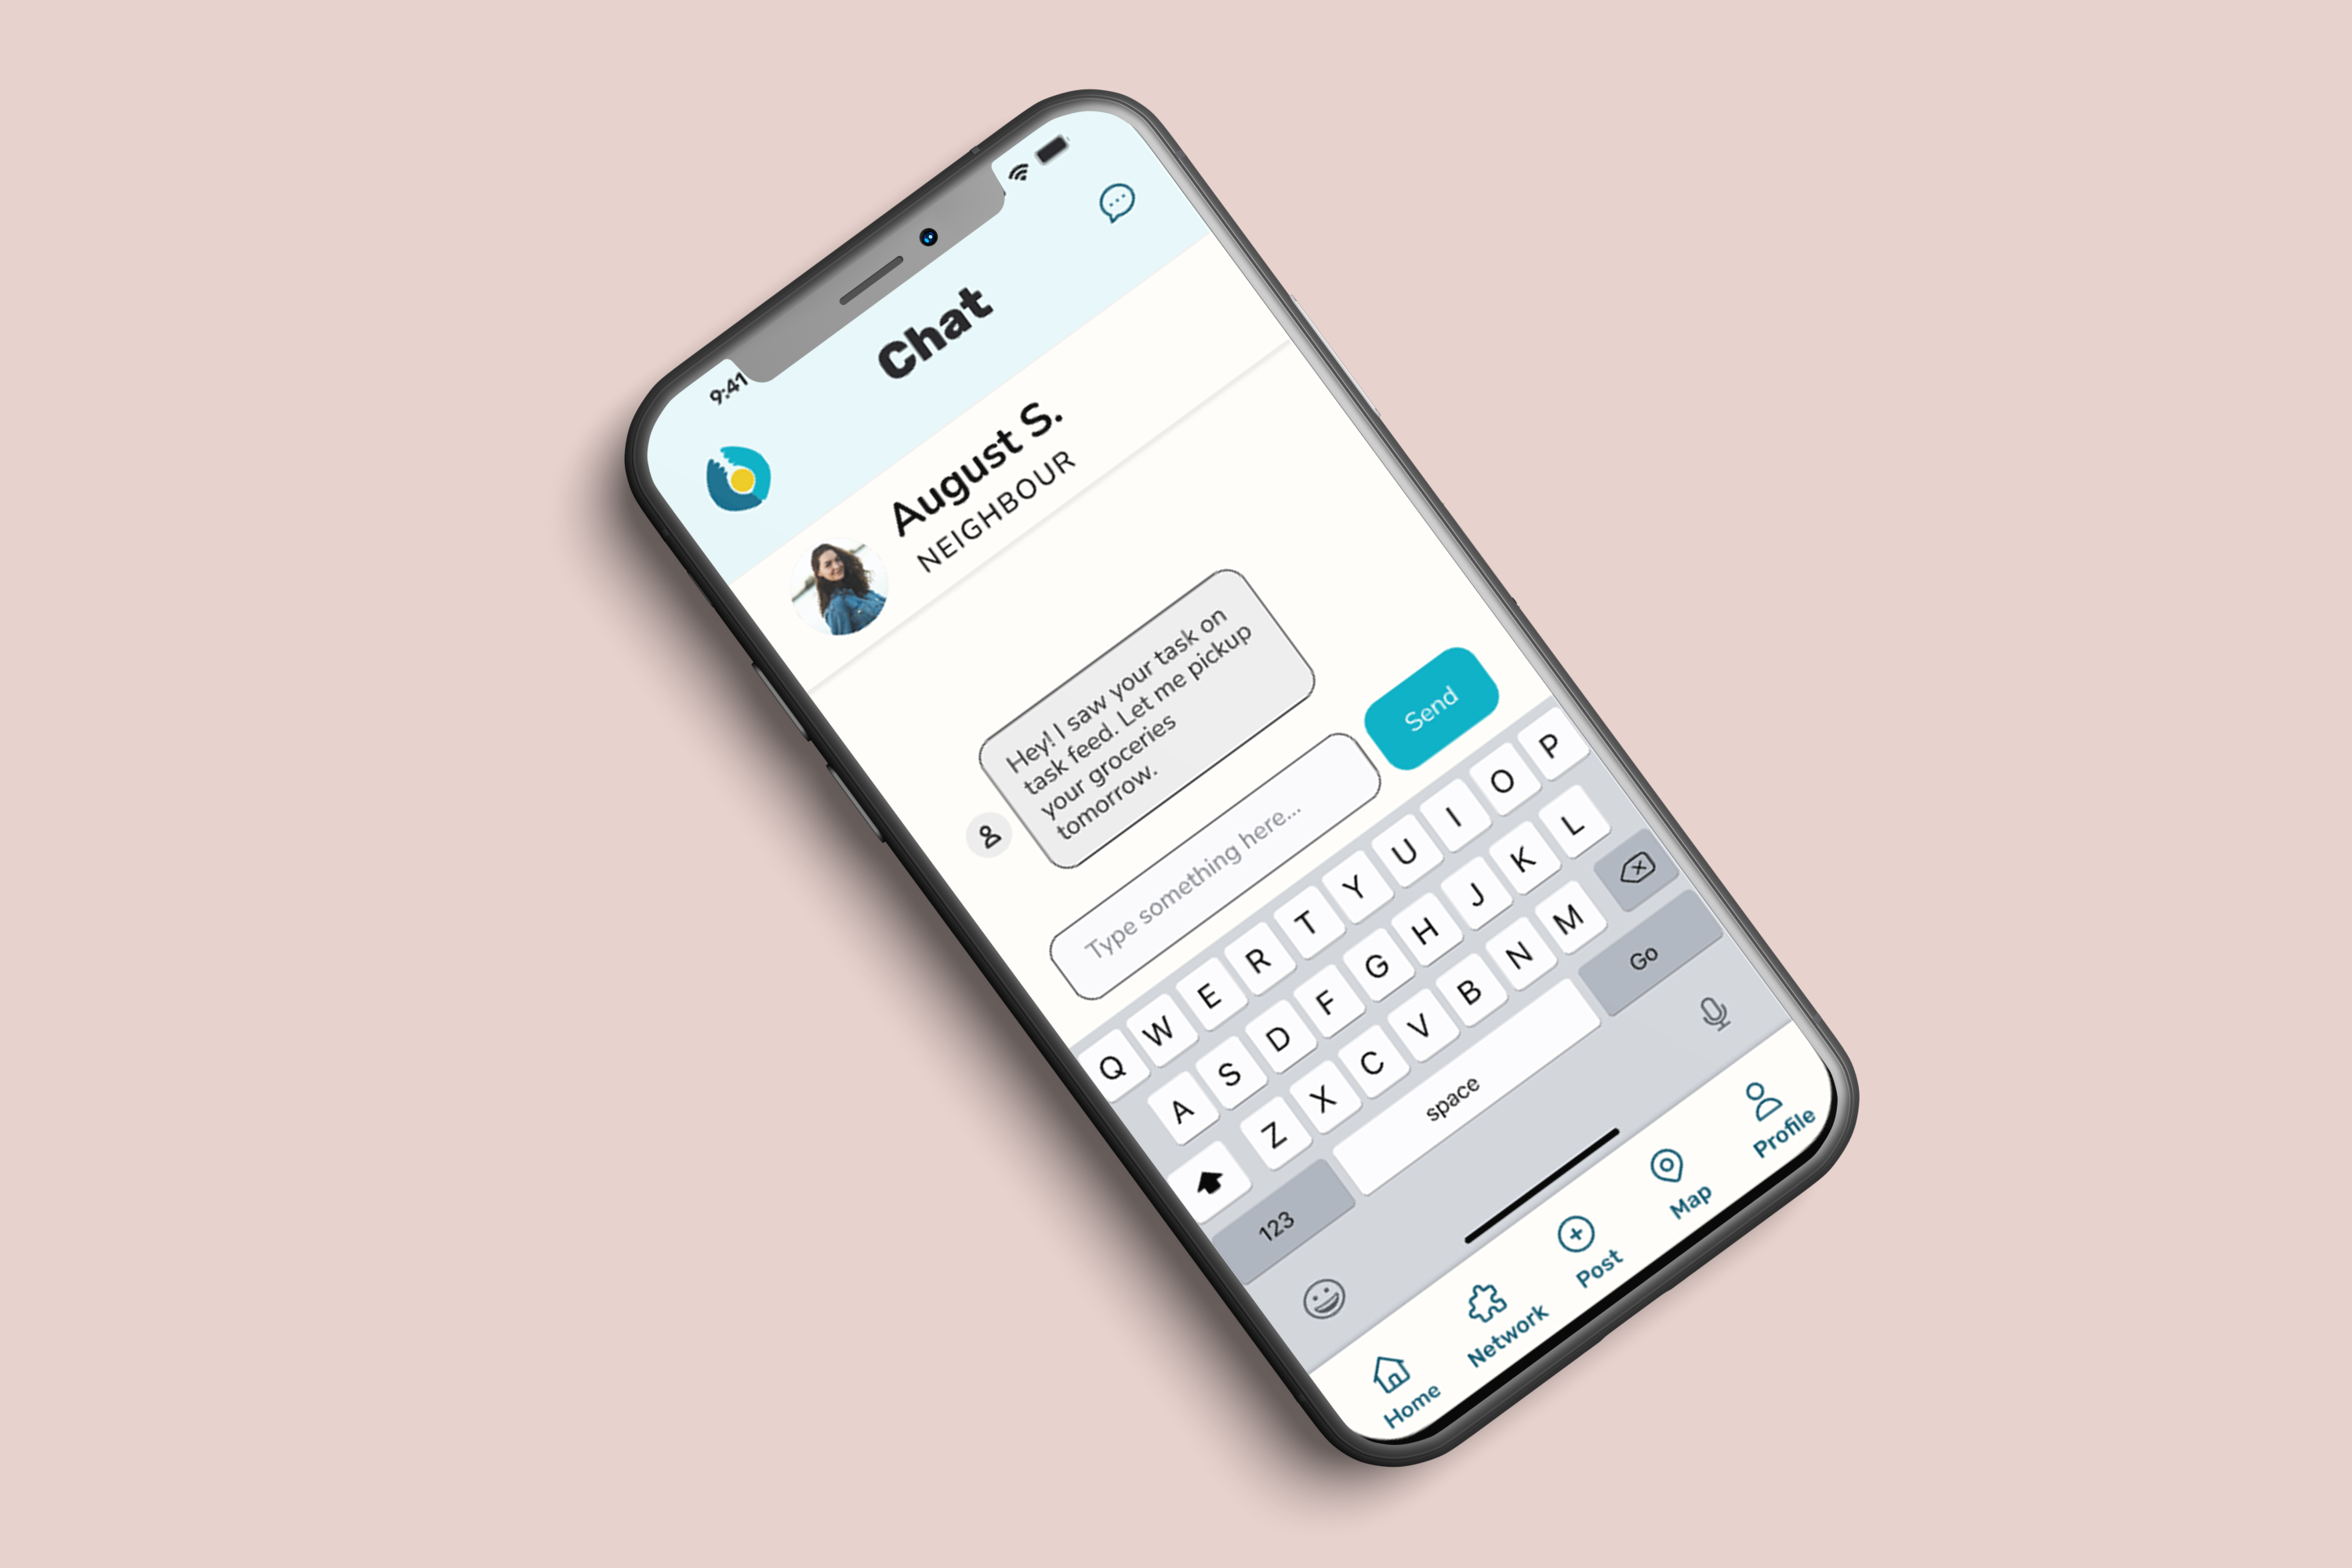 9:41
Chat
August S.
NEIGHBOUR
Hey! I saw your task on
task feed. Let me pickup
your groceries
tomorrow.
Type something here...
Send
Q W E R T Y U I O P
A S D F G H J K L
Z X C V B N M
123
space
Go
Home
Network
Post
Map
Profile